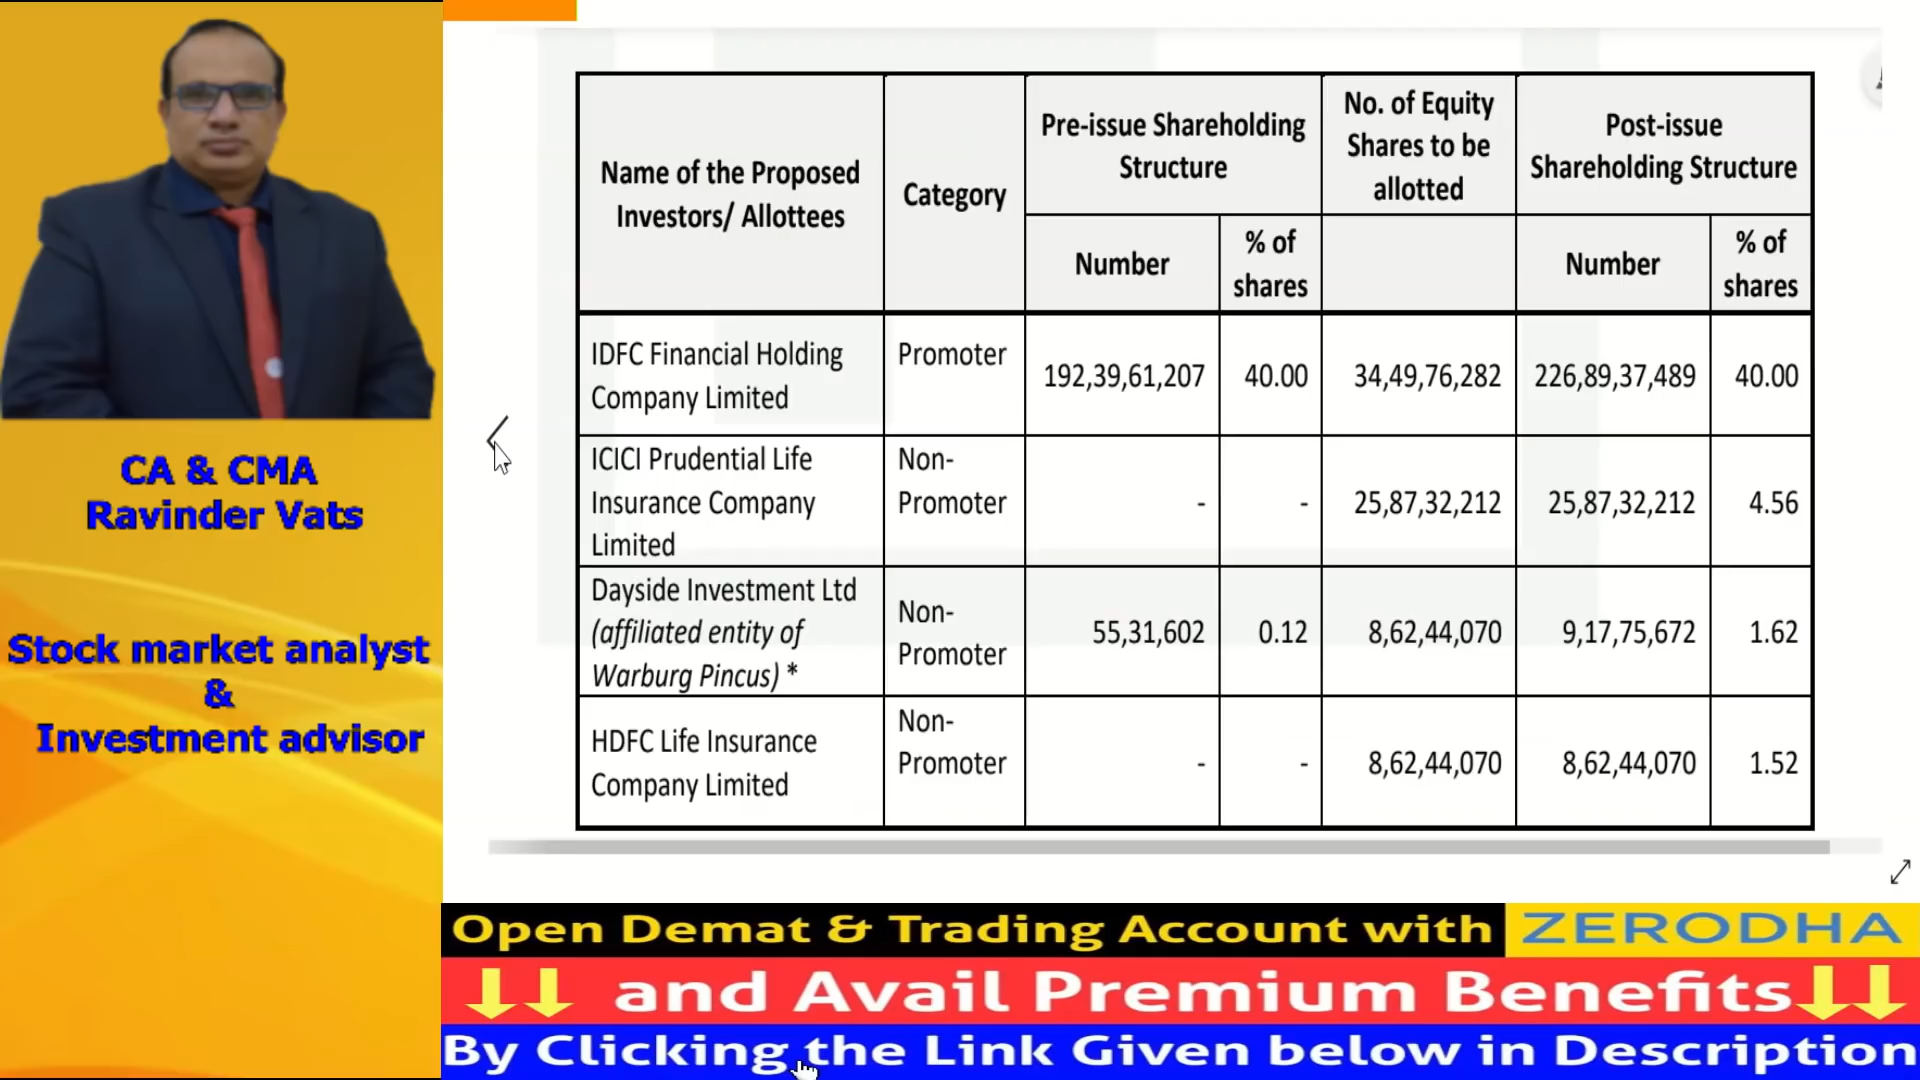 CA & CMA
Ravinder Vats
Stock market analyst
&
Investment advisor
Name of the Proposed
Investors/ Allottees
Category
Pre-issue Shareholding
Structure
No. of Equity
Shares to be
allotted
Post-issue
Shareholding Structure
Number
% of
shares
Number
% of
shares
IDFC Financial Holding
Company Limited
Promoter
192,39,61,207
40.00
34,49,76,282
226,89,37,489
40.00
ICICI Prudential Life
Insurance Company
Limited
Non-
Promoter
-
-
25,87,32,212
25,87,32,212
4.56
Dayside Investment Ltd
(affiliated entity of
Warburg Pincus) *
Non-
Promoter
55,31,602
0.12
8,62,44,070
9,17,75,672
1.62
HDFC Life Insurance
Company Limited
Non-
Promoter
-
-
8,62,44,070
8,62,44,070
1.52
Open Demat & Trading Account with ZERODHA
and Avail Premium Benefits
By Clicking the Link Given below in Description